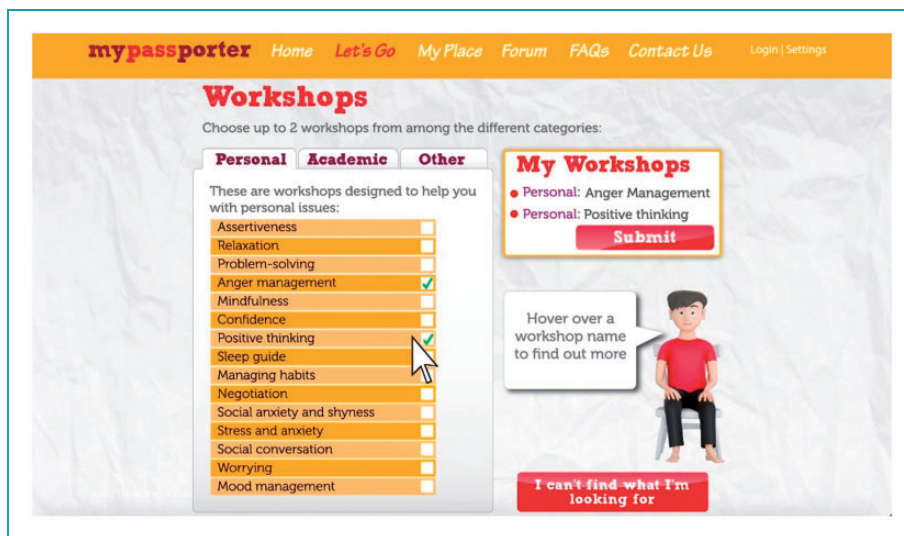 mypassporter Home Let's Go My Place Forum FAQs Contact Us Login | Settings
Workshops
Choose up to 2 workshops from among the different categories:
Personal Academic Other
These are workshops designed to help you
with personal issues:
Assertiveness
Relaxation
Problem-solving
Anger management
Mindfulness
Confidence
Positive thinking
Sleep guide
Managing habits
Negotiation
Social anxiety and shyness
Stress and anxiety
Social conversation
Worrying
Mood management
My Workshops
Personal: Anger Management
Personal: Positive thinking
Submit
Hover over a
workshop name
to find out more
I can't find what I'm
looking for